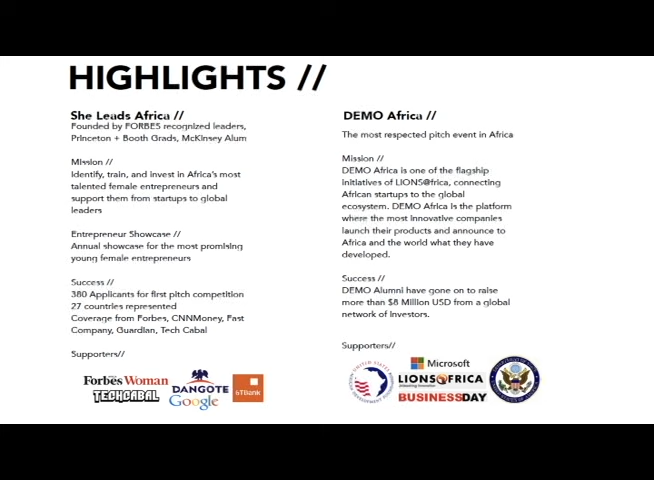 HIGHLIGHTS //
She Leads Africa //
Founded by FORBES recognized leaders,
Princeton + Booth Grads, McKinsey Alum
Mission //
Identify, train, and invest in Africa's most
talented female entrepreneurs and
support them from startups to global
leaders
Entrepreneur Showcase //
Annual showcase for the most promising
young female entrepreneurs
Success //
380 Applicants for first pitch competition
27 countries represented
Coverage from Forbes, CNNMoney, Fast
Company, Guardian, Tech Cabal
Supporters//
Forbes Woman
TECHCABAL
DANGOTE
Google
DEMO Africa //
The most respected pitch event in Africa
Mission //
DEMO Africa is one of the flagship
initiatives of LIONS@frica, connecting
African startups to the global
ecosystem. DEMO Africa is the platform
where the most innovative companies
launch their products and announce to
Africa and the world what they have
developed.
Success //
DEMO Alumni have gone on to raise
more than $8 Million USD from a global
network of investors.
Supporters//
Microsoft
LIONS@FRICA
BUSINESSDAY